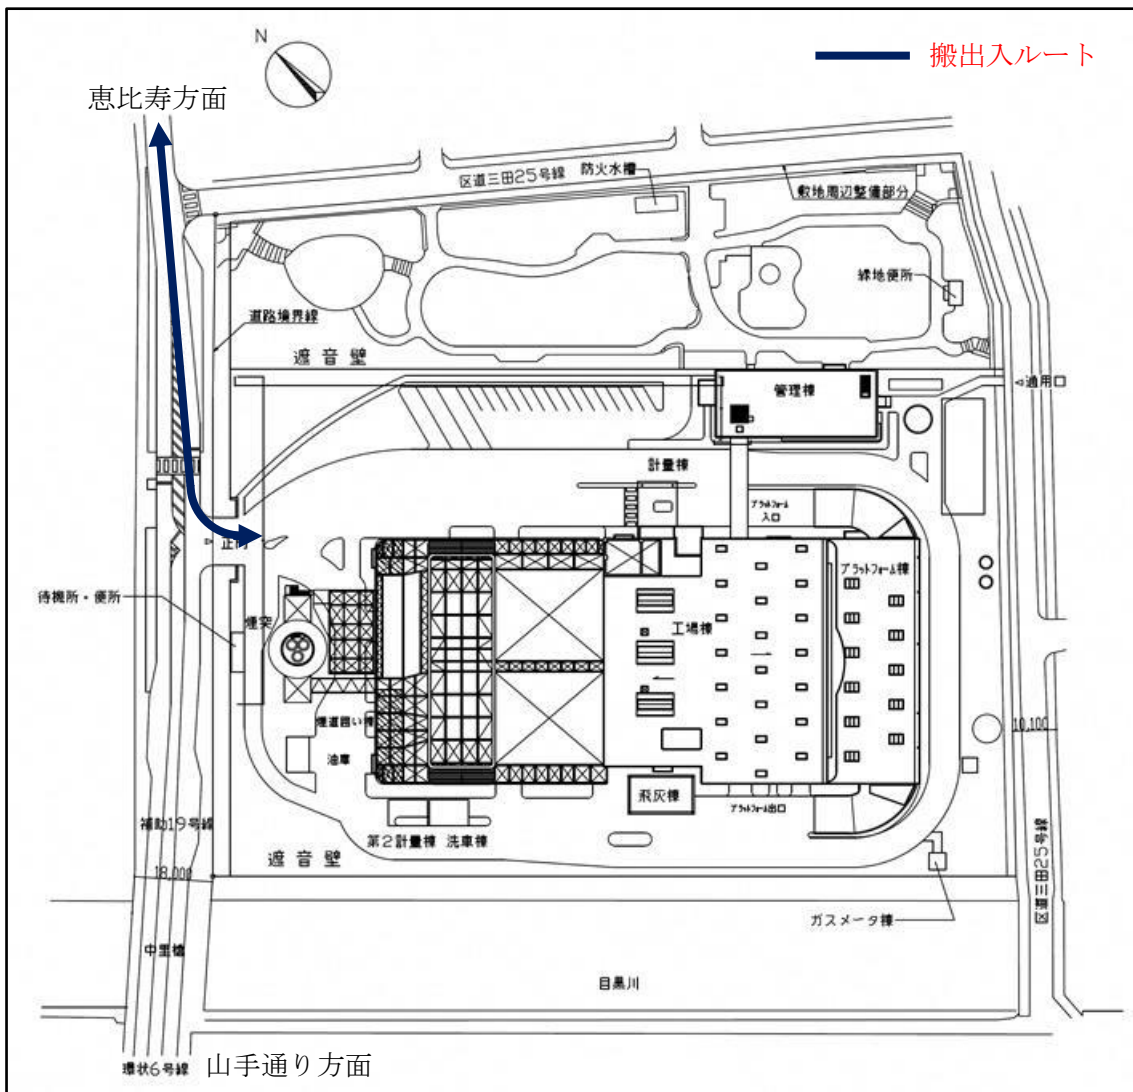 N
搬出入ルート
恵比寿方面
区道三田25号線
防火水槽
敷地周辺整備部分
緑地便所
道路境界線
遮音壁
管理棟
通用口
計量棟
プラットフォーム
入口
正門
プラットフォーム棟
待機所・便所
煙突
工場棟
煙道囲い棟
油庫
10,100
飛灰棟
プラットフォーム出口
補助19号線
第2計量棟
洗車棟
遮音壁
18,000
区道三田25号線
ガスメータ棟
中里橋
目黒川
環状6号線
山手通り方面